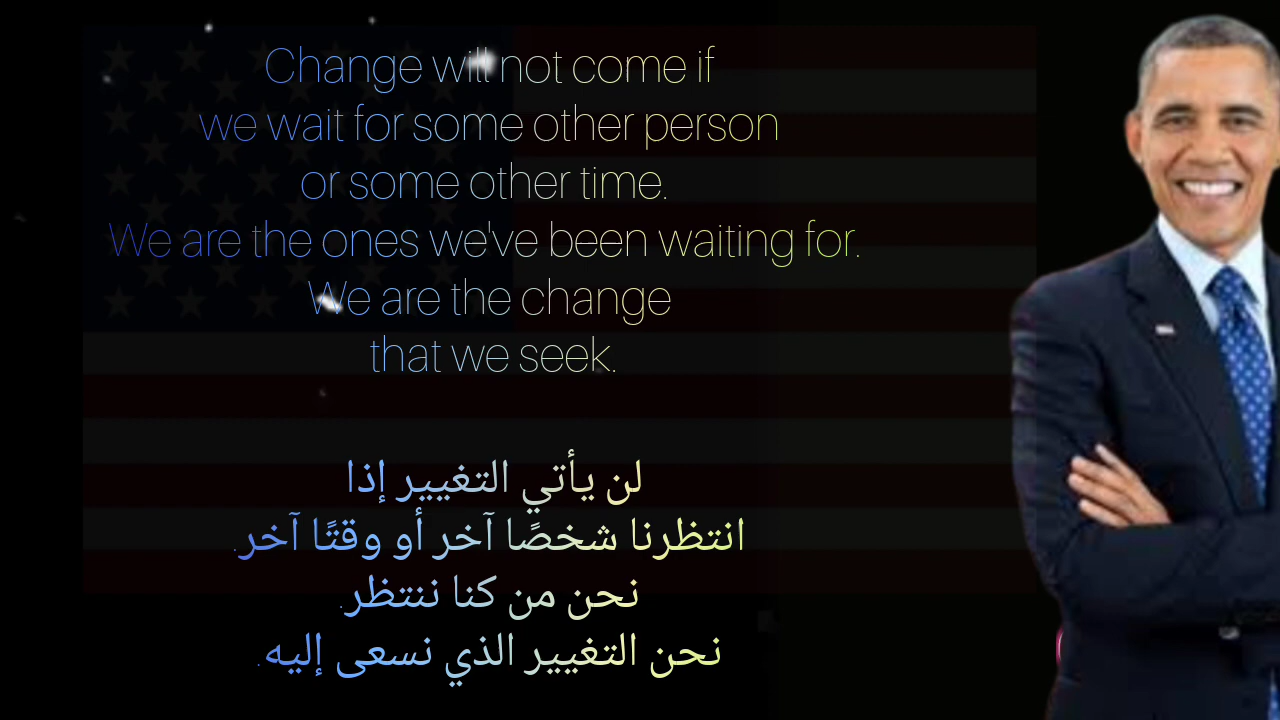 Change will not come if
we wait for some other person
or some other time.
We are the ones we've been waiting for.
We are the change
that we seek.
لن يأتي التغيير إذا
انتظرنا شخصًا آخر أو وقتًا آخر.
نحن من كنا ننتظر.
نحن التغيير الذي نسعى إليه.